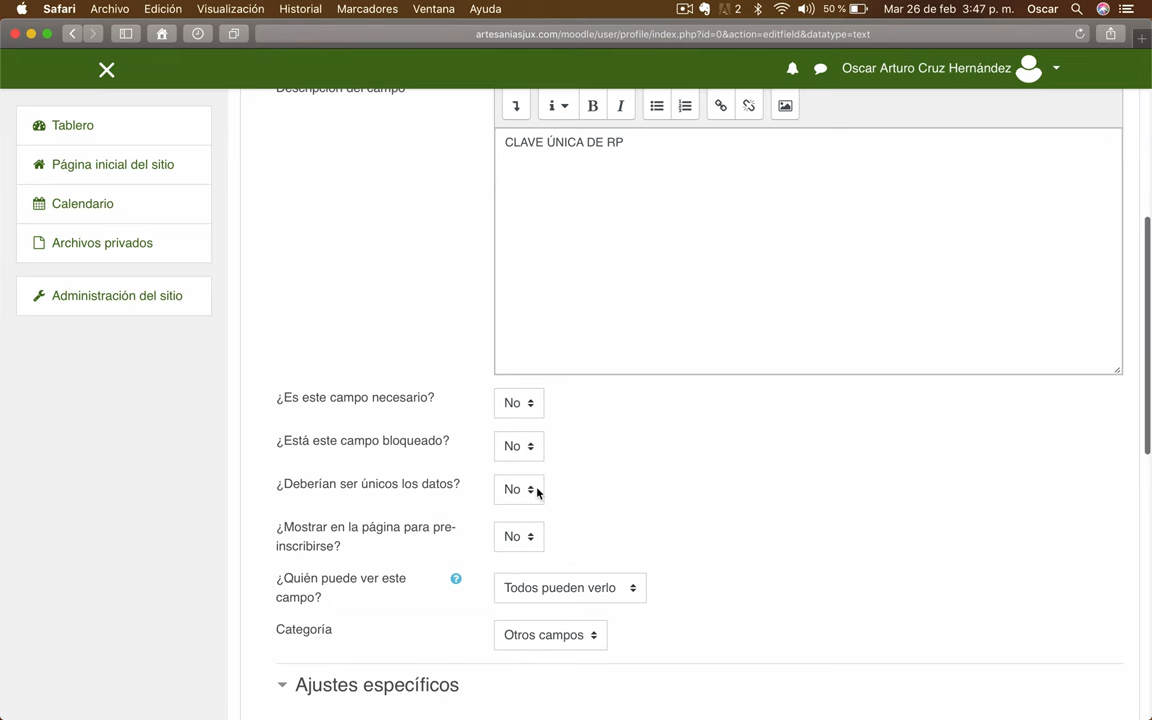 Safari Archivo Edición Visualización Historial Marcadores Ventana Ayuda 2 50 % Mar 26 de feb 3:47 p. m. Oscar
artesaniasjux.com/moodle/user/profile/index.php?id=0&action=editfield&datatype=text
Oscar Arturo Cruz Hernández
Tablero
Página inicial del sitio
Calendario
Archivos privados
Administración del sitio
Descripción del campo
i B I
CLAVE ÚNICA DE RP
¿Es este campo necesario? No
¿Está este campo bloqueado? No
¿Deberían ser únicos los datos? No
¿Mostrar en la página para pre-
inscribirse? No
¿Quién puede ver este
campo? ? Todos pueden verlo
Categoría Otros campos
Ajustes específicos